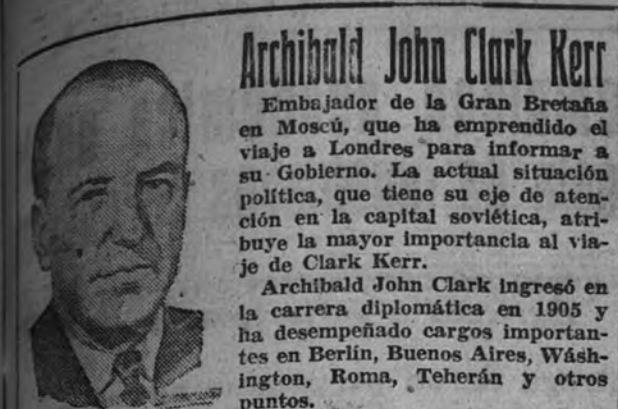 Archibald John Clark Kerr
Embajador de la Gran Bretaña
en Moscú, que ha emprendido el
viaje a Londres para informar a
su Gobierno. La actual situación
política, que tiene su eje de aten-
ción en la capital soviética, atri-
buye la mayor importancia al via-
je de Clark Kerr.
Archibald John Clark ingresó en
la carrera diplomática en 1905 y
ha desempeñado cargos importan-
tes en Berlín, Buenos Aires, Wásh-
ington, Roma, Teherán y otros
puntos.